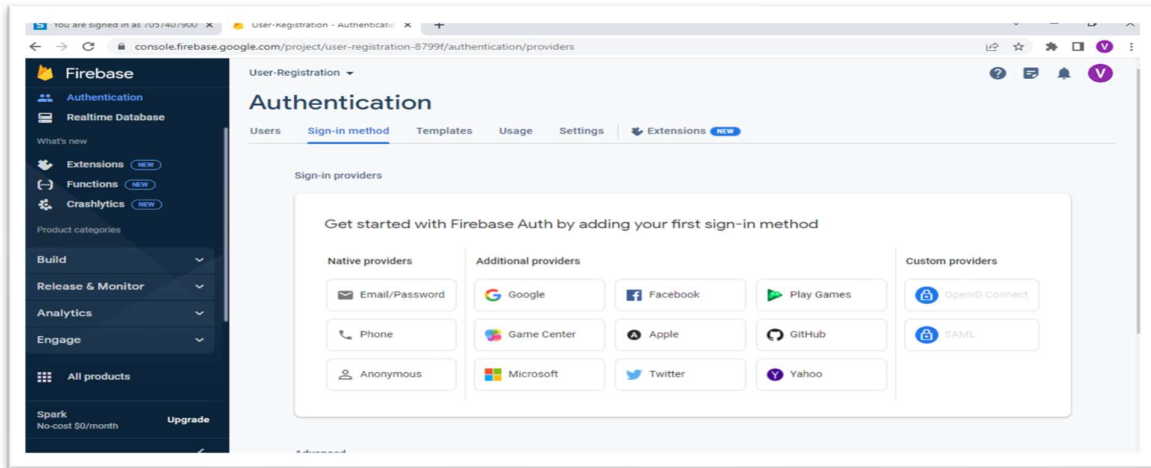 You are signed in as 7057407900
User-Registration - Authenticatio
console.firebase.google.com/project/user-registration-8799f/authentication/providers
V
Firebase
Authentication
Realtime Database
What's new
Extensions NEW
Functions NEW
Crashlytics NEW
Product categories
Build
Release & Monitor
Analytics
Engage
All products
Spark
No-cost $0/month
Upgrade
User-Registration
V
Authentication
Users Sign-in method Templates Usage Settings Extensions NEW
Sign-in providers
Get started with Firebase Auth by adding your first sign-in method
Native providers Additional providers Custom providers
Email/Password Google Facebook Play Games OpenID Connect
Phone Game Center Apple GitHub SAML
Anonymous Microsoft Twitter Yahoo
Advanced